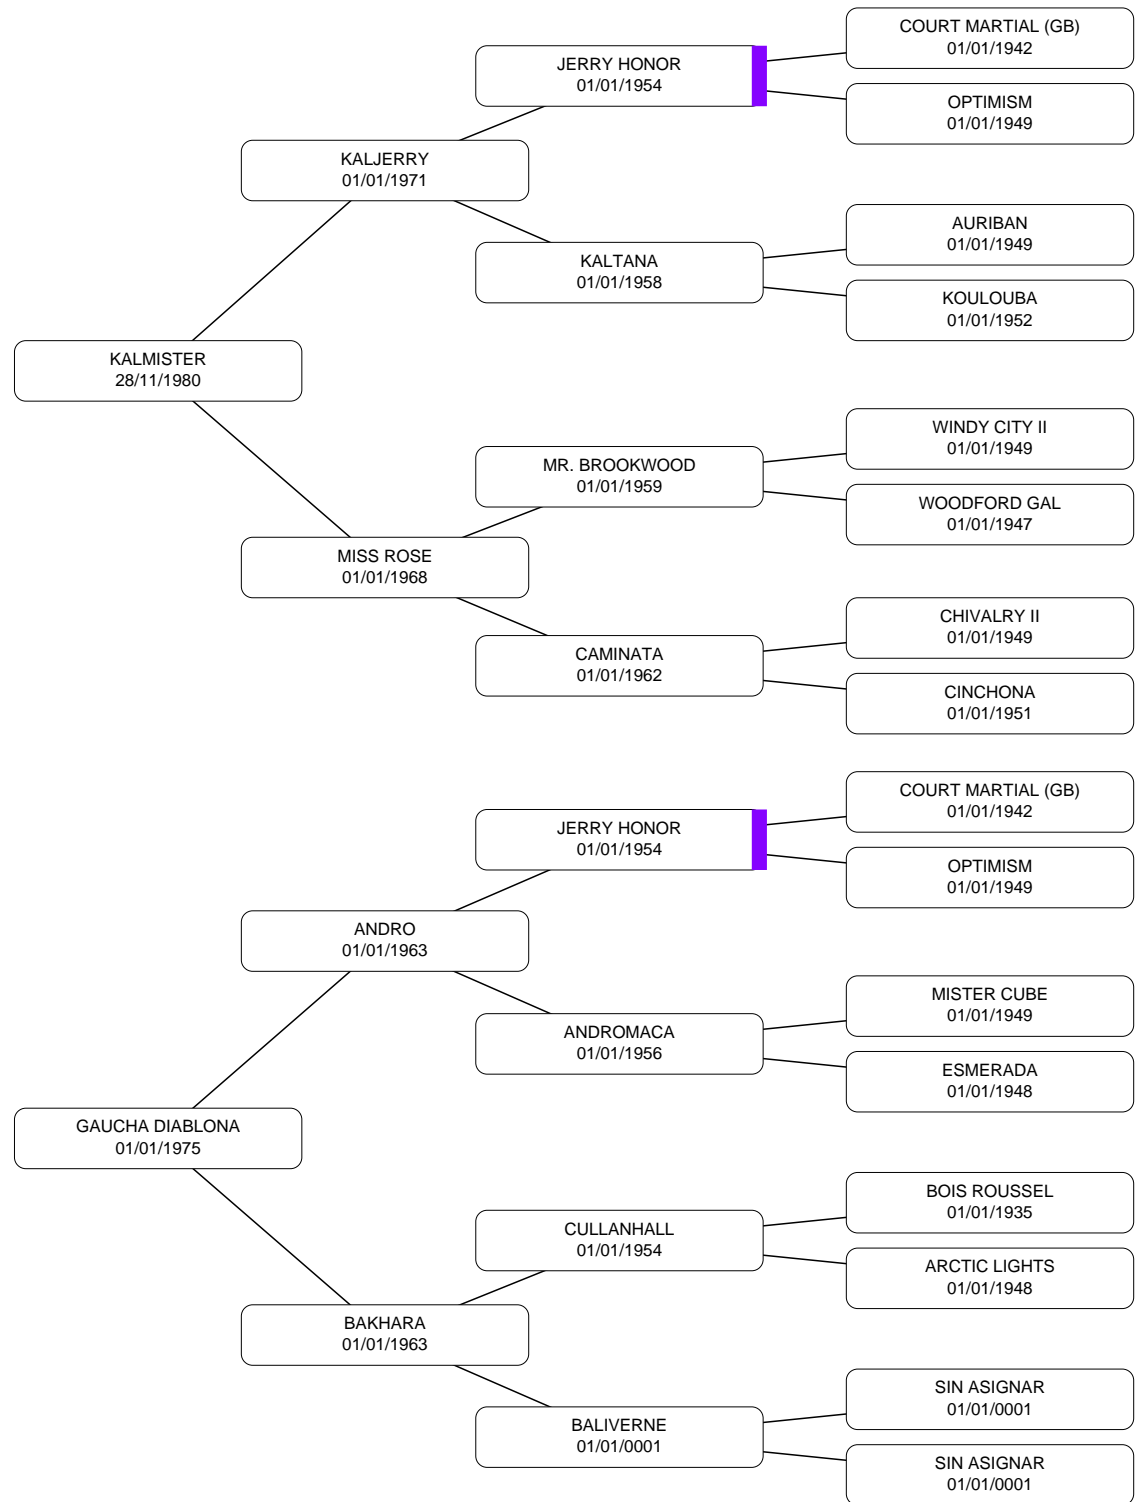 COURT MARTIAL (GB)
01/01/1942
JERRY HONOR
01/01/1954
OPTIMISM
01/01/1949
KALJERRY
01/01/1971
AURIBAN
01/01/1949
KALTANA
01/01/1958
KOULOUBA
01/01/1952
KALMISTER
28/11/1980
WINDY CITY II
01/01/1949
MR. BROOKWOOD
01/01/1959
WOODFORD GAL
01/01/1947
MISS ROSE
01/01/1968
CHIVALRY II
01/01/1949
CAMINATA
01/01/1962
CINCHONA
01/01/1951
COURT MARTIAL (GB)
01/01/1942
JERRY HONOR
01/01/1954
OPTIMISM
01/01/1949
ANDRO
01/01/1963
MISTER CUBE
01/01/1949
ANDROMACA
01/01/1956
ESMERADA
01/01/1948
GAUCHA DIABLONA
01/01/1975
BOIS ROUSSEL
01/01/1935
CULLANHALL
01/01/1954
ARCTIC LIGHTS
01/01/1948
BAKHARA
01/01/1963
SIN ASIGNAR
01/01/0001
BALIVERNE
01/01/0001
SIN ASIGNAR
01/01/0001